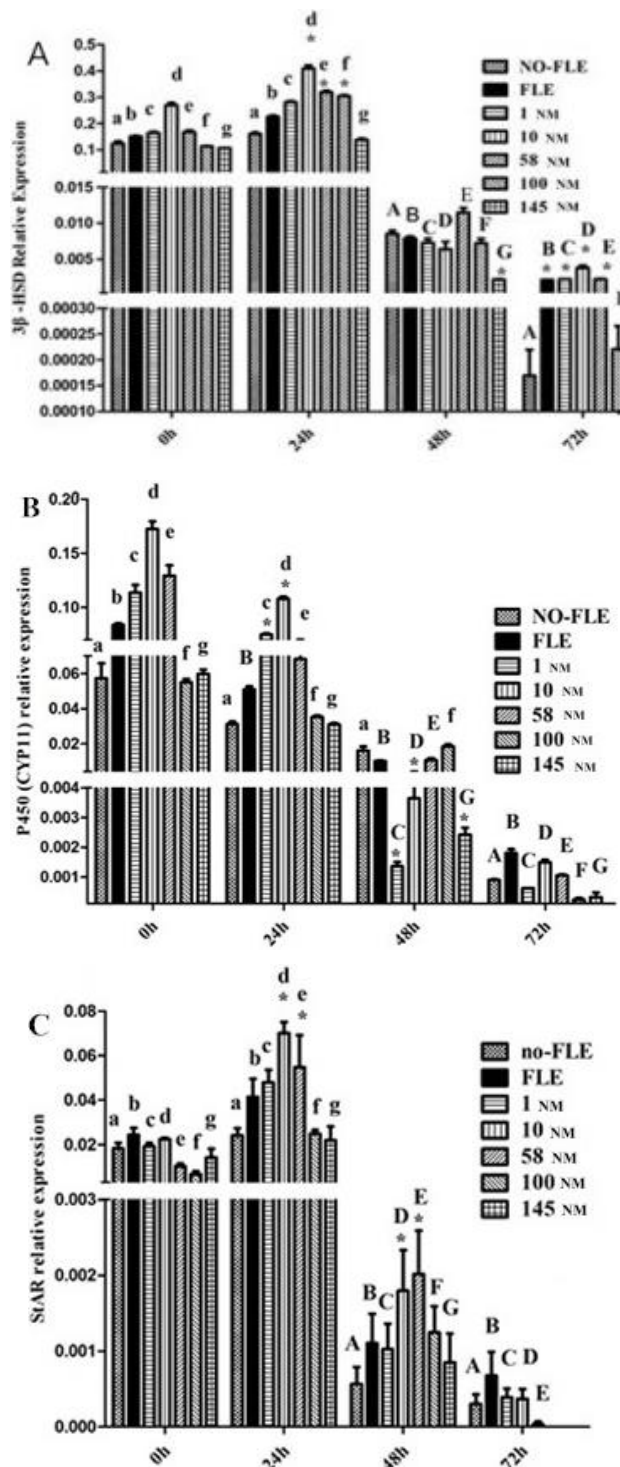 A
3β -HSD Relative Expression
0.5
0.4
0.3
0.2
0.1
0.015
0.010
0.005
0.00030
0.00025
0.00020
0.00015
0.00010
a b c d e f g
a b c d * e * f * g
A B C D E F G *
A B * C * D * E *
0h 24h 48h 72h
NO-FLE
FLE
1 NM
10 NM
58 NM
100 NM
145 NM
B
P450 (CYP11) relative expression
0.20
0.15
0.10
0.06
0.04
0.02
0.004
0.003
0.002
0.001
a b c d e f g
a B c * d * e f g
a B C * D * E f G *
A B C D E F G
0h 24h 48h 72h
NO-FLE
FLE
1 NM
10 NM
58 NM
100 NM
145 NM
C
StAR relative expression
0.08
0.06
0.04
0.02
0.003
0.002
0.001
0.000
a b c d e f g
a b c d * e * f g
A B C D * E * F G
A B C D E
0h 24h 48h 72h
no-FLE
FLE
1 NM
10 NM
58 NM
100 NM
145 NM